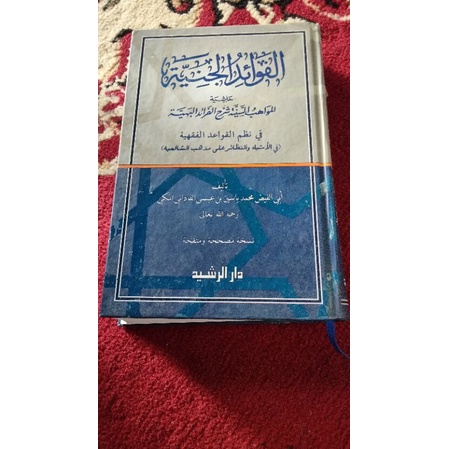 الفوائد الجنية
حاشية
المواهب السنية شرح الفرائد البهية
في نظم القواعد الفقهية
(في الأشباه والنظائر على مذهب الشافعية)
تأليف
أبي الفيض محمد ياسين بن عيسى الفاداني المكي
رحمه الله تعالى
نسخة مصححة ومنقحة
دار الرشيد